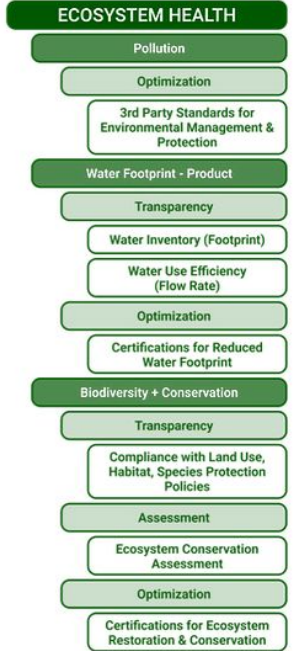 ECOSYSTEM HEALTH
Pollution
Optimization
3rd Party Standards for
Environmental Management &
Protection
Water Footprint - Product
Transparency
Water Inventory (Footprint)
Water Use Efficiency
(Flow Rate)
Optimization
Certifications for Reduced
Water Footprint
Biodiversity + Conservation
Transparency
Compliance with Land Use,
Habitat, Species Protection
Policies
Assessment
Ecosystem Conservation
Assessment
Optimization
Certifications for Ecosystem
Restoration & Conservation